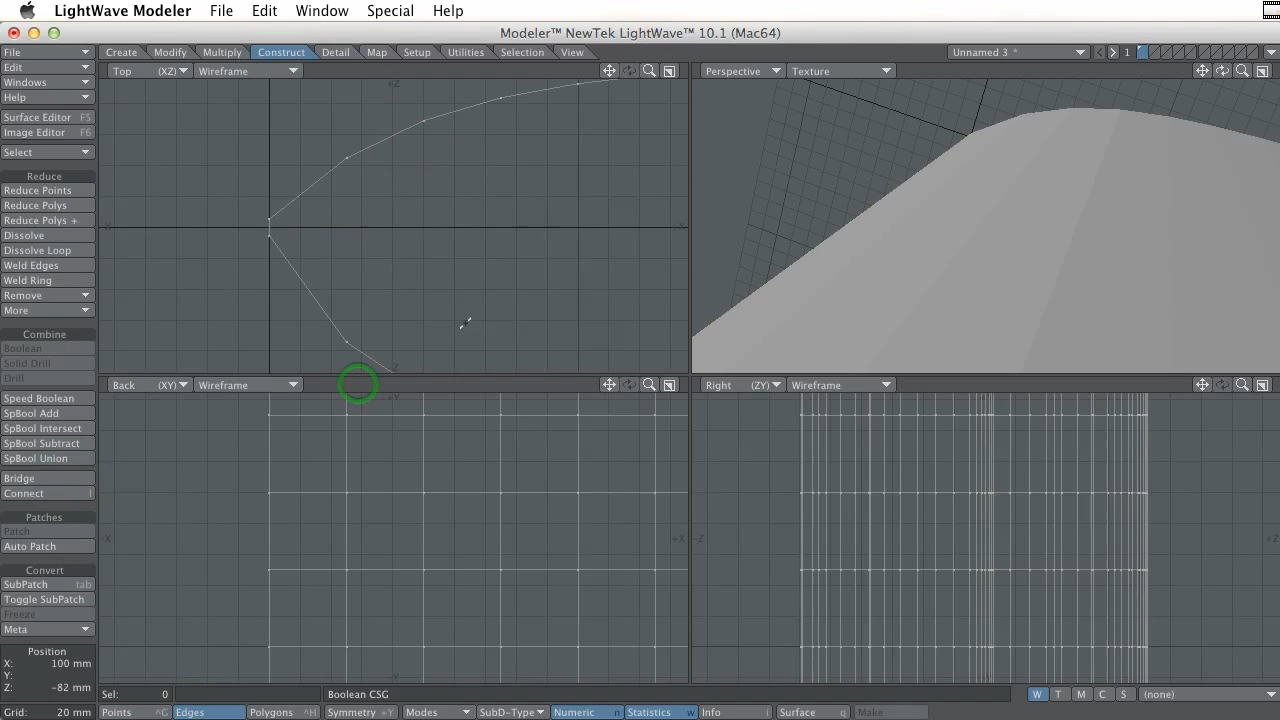 LightWave Modeler File Edit Window Special Help
Modeler™ NewTek LightWave™ 10.1 (Mac64)
File Create Modify Multiply Construct Detail Map Setup Utilities Selection View Unnamed 3 * 1
Edit
Top (XZ) Wireframe Perspective Texture
Windows
Help
Surface Editor F5
Image Editor F6
Select
Reduce
Reduce Points
Reduce Polys
Reduce Polys +
Dissolve
Dissolve Loop
Weld Edges
Weld Ring
Remove
More
Combine
Boolean
Solid Drill
Drill
Back (XY) Wireframe Right (ZY) Wireframe
Speed Boolean
SpBool Add
SpBool Intersect
SpBool Subtract
SpBool Union
Bridge
Connect l
Patches
Patch
Auto Patch
Convert
SubPatch tab
Toggle SubPatch
Freeze
Meta
Position
X: 100 mm
Y:
Z: -82 mm
Sel: 0 Boolean CSG W T M C S (none)
Grid: 20 mm Points ^G Edges Polygons ^H Symmetry +Y Modes SubD-Type Numeric n Statistics w Info i Surface q Make
+Z
-X
+X
-Z
+Y
-X
+X
-Y
-Z
+Z